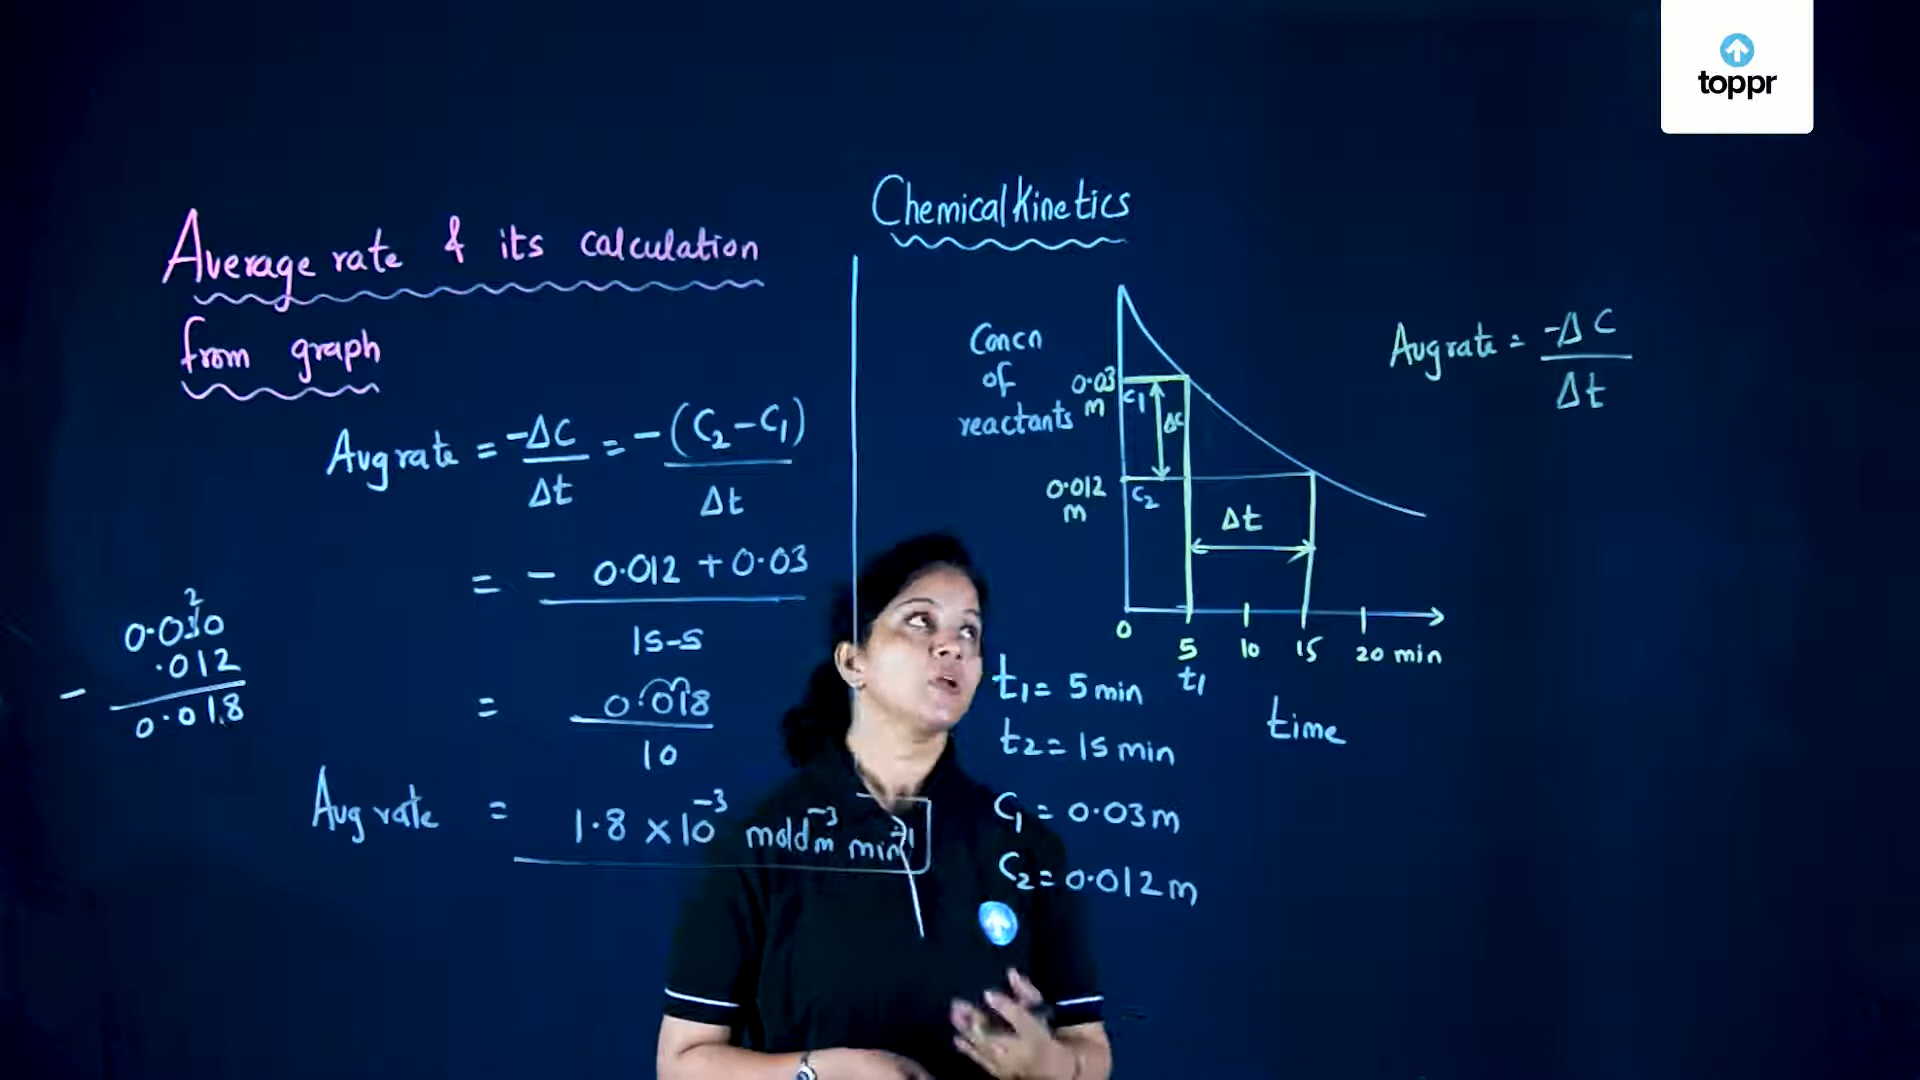 toppr
Chemical Kinetics
Average rate & its calculation
from graph
Avg rate = -ΔC/Δt = -(C₂-C₁)/Δt
= - 0.012 + 0.03 / 15-5
= 0.018 / 10
Avg rate = 1.8 × 10⁻³ mol dm⁻³ min⁻¹
2
0.030
- .012
0.018
Concn
of
reactants
0.03
M
C₁
ΔC
0.012
M
C₂
Δt
0 5 10 15 20 min
t₁
time
t₁ = 5 min
t₂ = 15 min
C₁ = 0.03 M
C₂ = 0.012 M
Avg rate = -ΔC/Δt